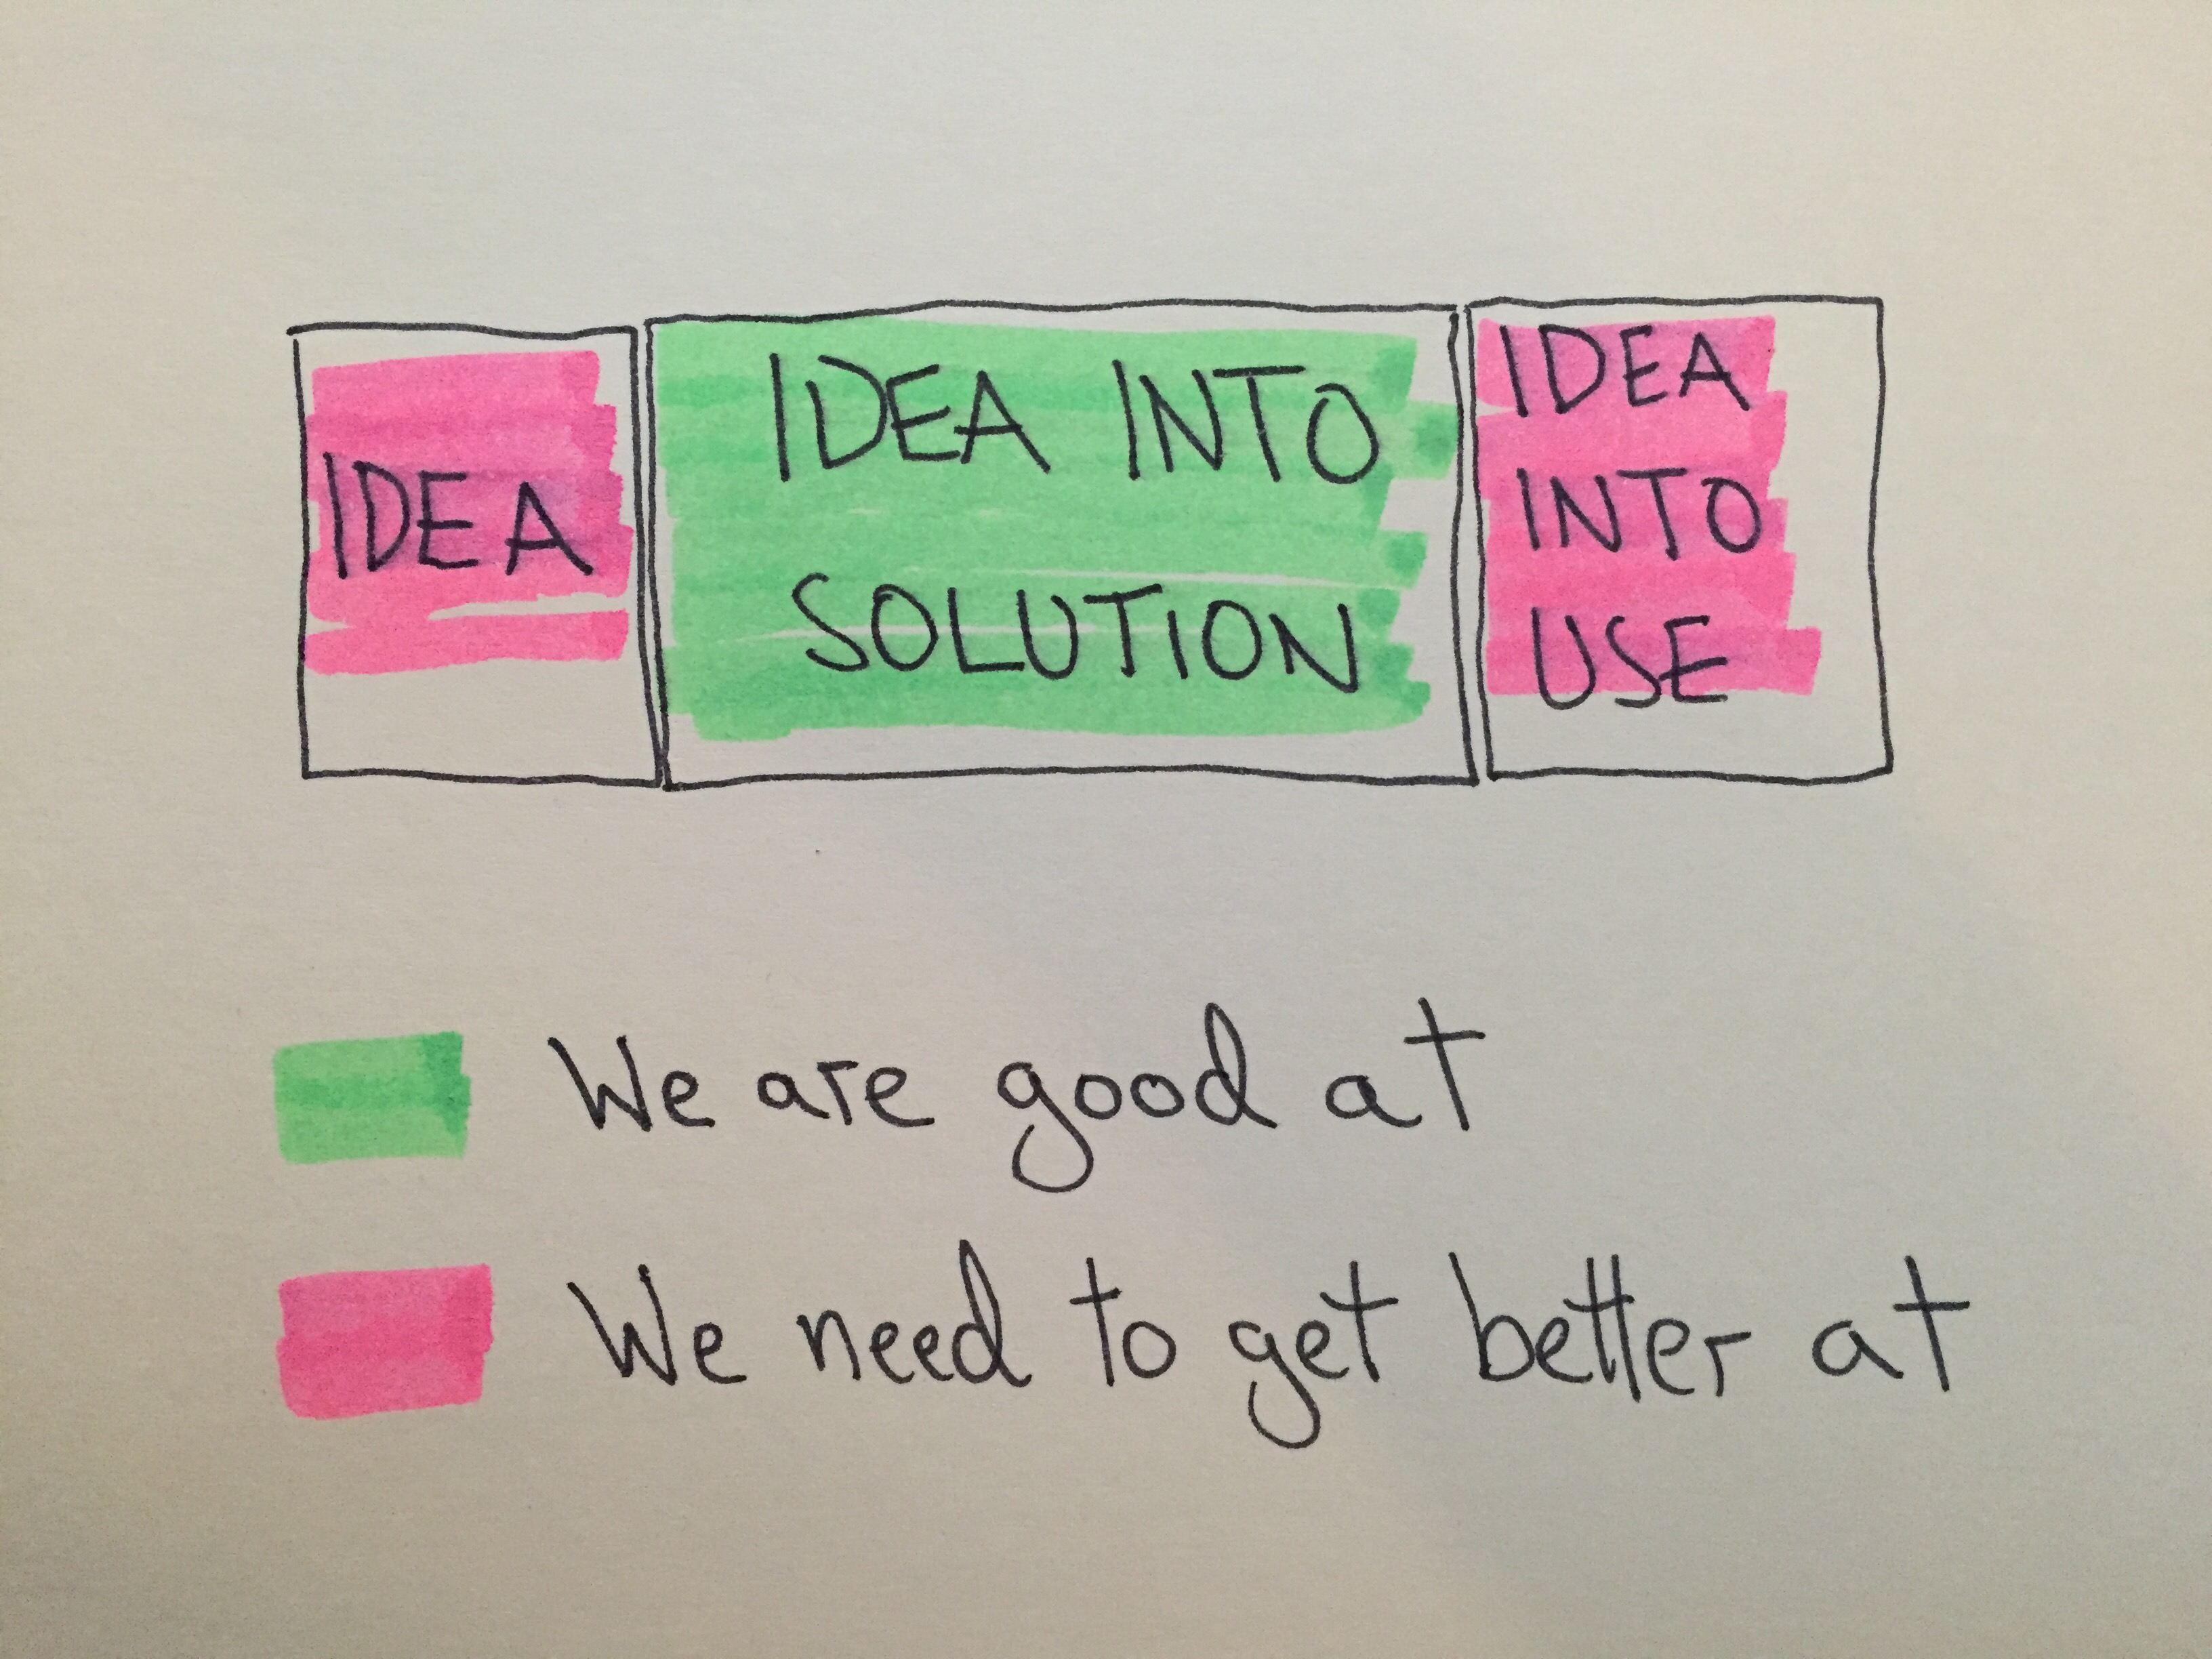 IDEA
IDEA INTO
SOLUTION
IDEA
INTO
USE
We are good at
We need to get better at